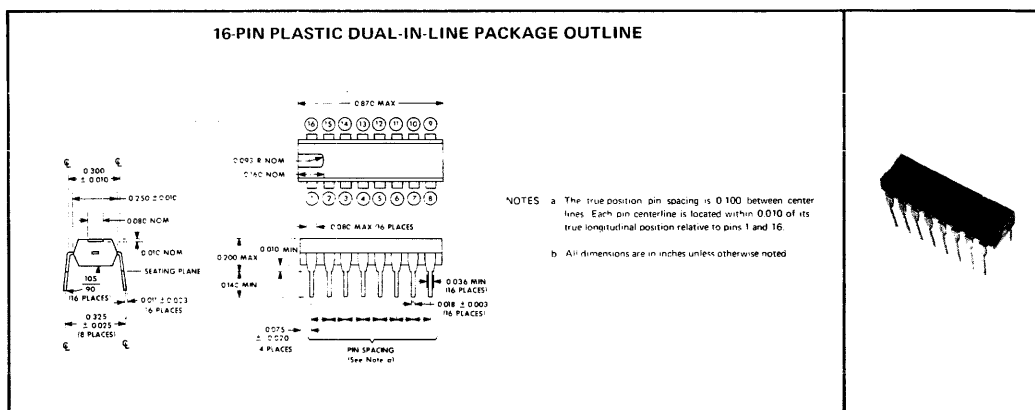 16-PIN PLASTIC DUAL-IN-LINE PACKAGE OUTLINE
0.870 MAX
16 15 14 13 12 11 10 9
0.093 R NOM
0.160 NOM
1 2 3 4 5 6 7 8
℄ ℄
0.300
± 0.010
0.250 ± 0.010
0.080 NOM
0.010 NOM
SEATING PLANE
105
90
(16 PLACES)
0.011 ± 0.003
16 PLACES
0.325
± 0.025
(8 PLACES)
℄ ℄
0.080 MAX 16 PLACES
0.010 MIN
0.200 MAX
0.140 MIN
0.036 MIN
(16 PLACES)
0.018 ± 0.003
(16 PLACES)
0.075
± 0.020
4 PLACES
PIN SPACING
(See Note a)
NOTES a The true-position pin spacing is 0.100 between center
lines. Each pin centerline is located within 0.010 of its
true longitudinal position relative to pins 1 and 16.
b All dimensions are in inches unless otherwise noted